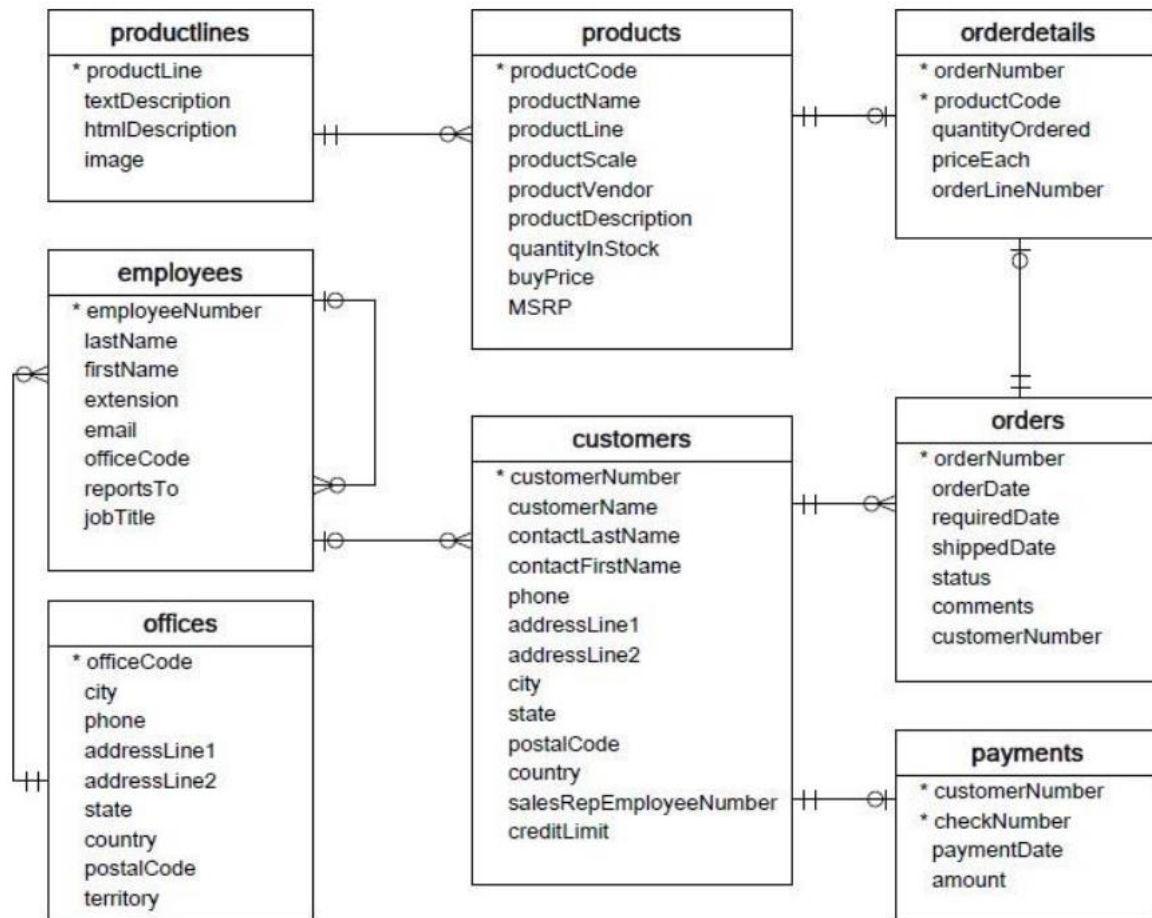 productlines
* productLine
textDescription
htmlDescription
image
products
* productCode
productName
productLine
productScale
productVendor
productDescription
quantityInStock
buyPrice
MSRP
orderdetails
* orderNumber
* productCode
quantityOrdered
priceEach
orderLineNumber
employees
* employeeNumber
lastName
firstName
extension
email
officeCode
reportsTo
jobTitle
customers
* customerNumber
customerName
contactLastName
contactFirstName
phone
addressLine1
addressLine2
city
state
postalCode
country
salesRepEmployeeNumber
creditLimit
orders
* orderNumber
orderDate
requiredDate
shippedDate
status
comments
customerNumber
offices
* officeCode
city
phone
addressLine1
addressLine2
state
country
postalCode
territory
payments
* customerNumber
* checkNumber
paymentDate
amount